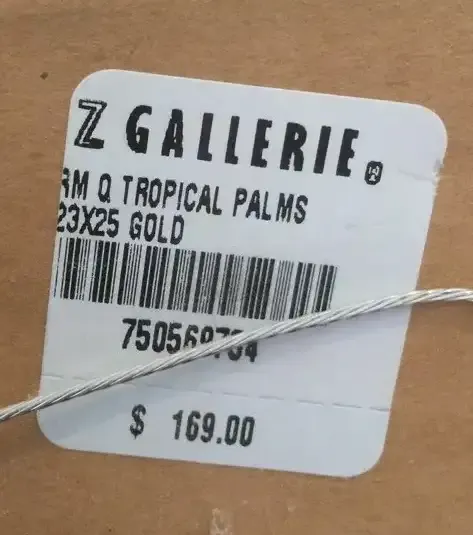 Z GALLERIE®
RM Q TROPICAL PALMS
23X25 GOLD
$ 169.00